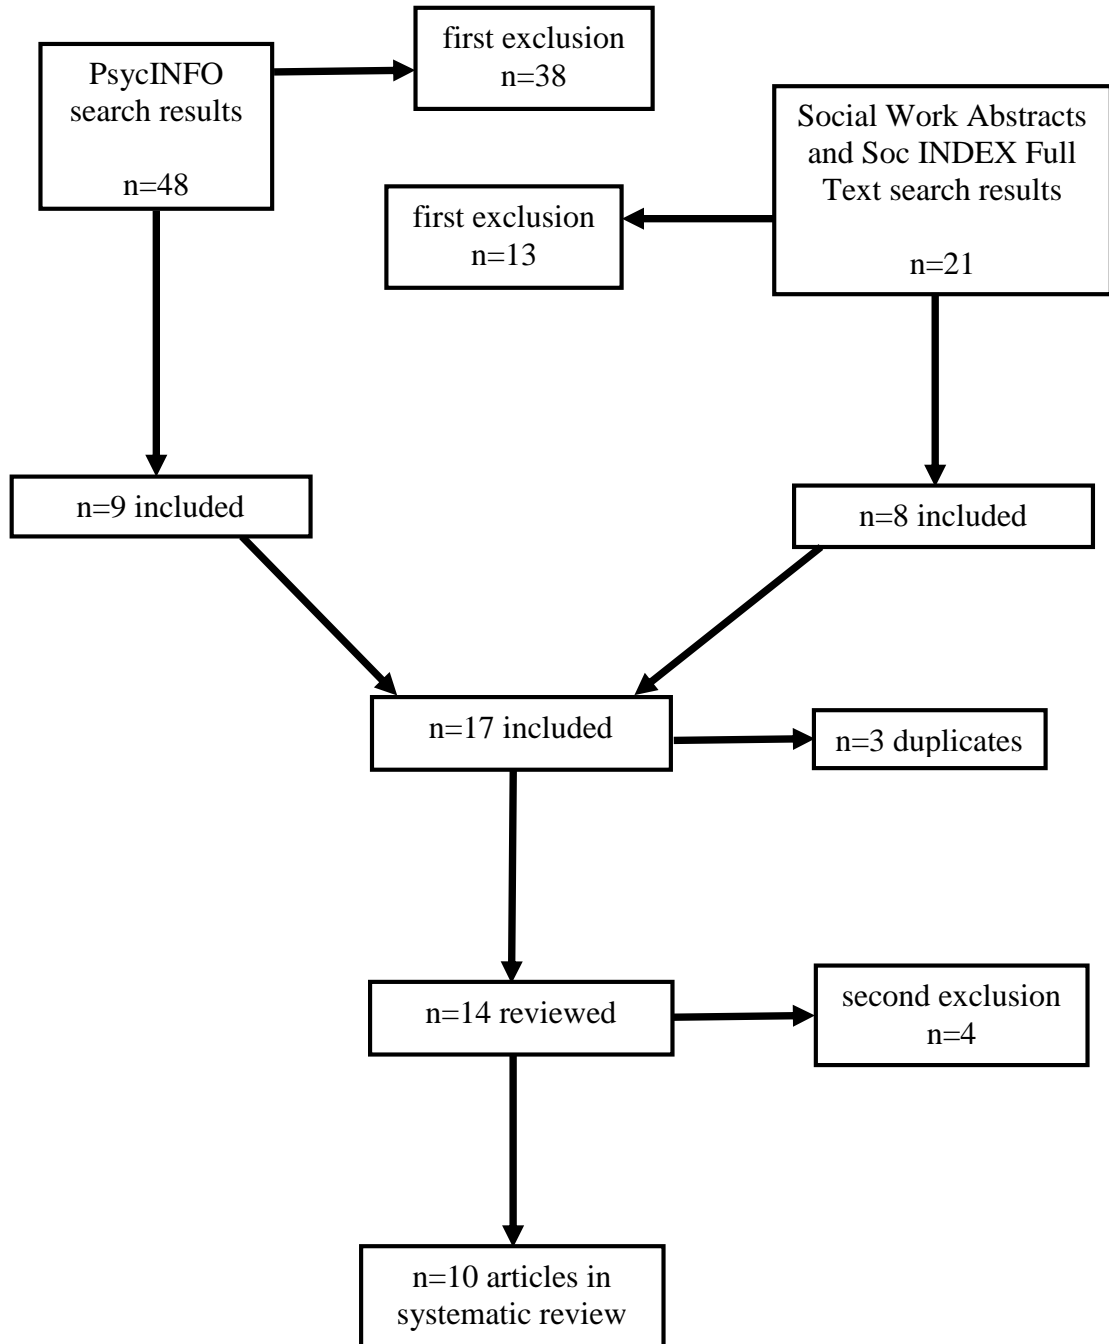 PsycINFO
search results
n=48
first exclusion
n=38
Social Work Abstracts
and Soc INDEX Full
Text search results
n=21
first exclusion
n=13
n=9 included
n=8 included
n=17 included
n=3 duplicates
n=14 reviewed
second exclusion
n=4
n=10 articles in
systematic review